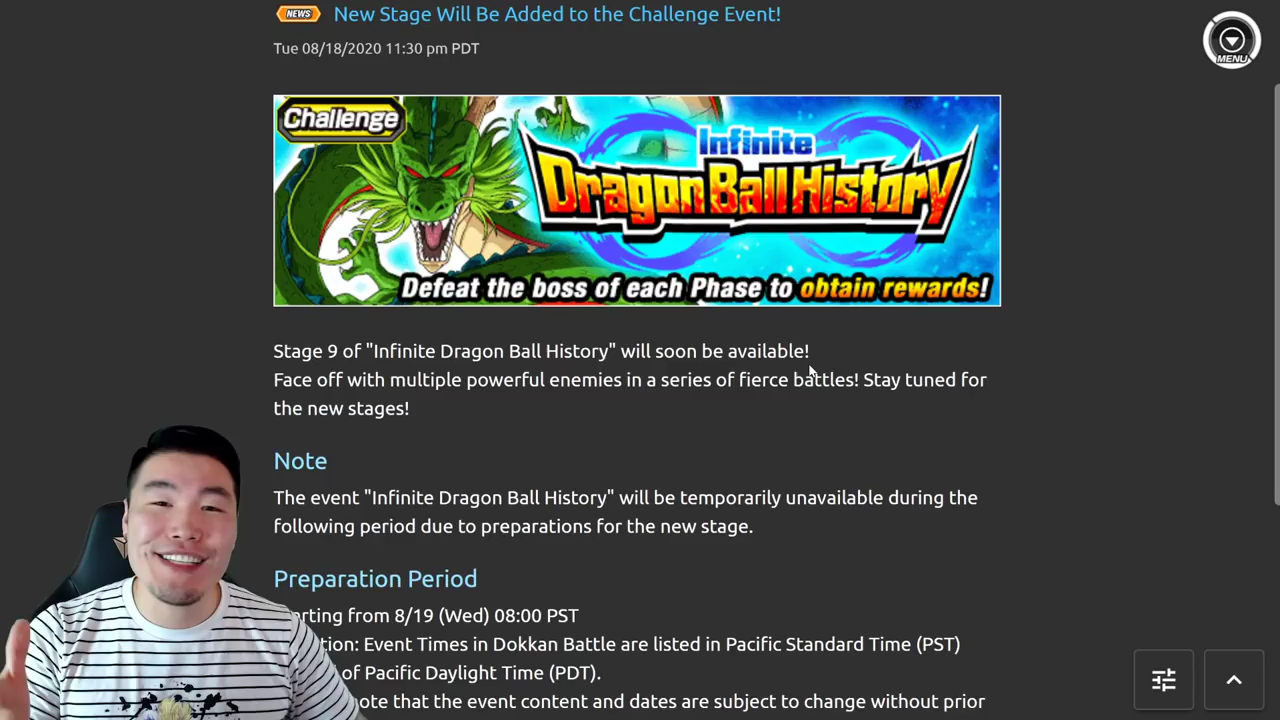 NEWS New Stage Will Be Added to the Challenge Event!
Tue 08/18/2020 11:30 pm PDT
MENU
Challenge
Infinite
Dragon Ball History
Defeat the boss of each Phase to obtain rewards!
Stage 9 of "Infinite Dragon Ball History" will soon be available!
Face off with multiple powerful enemies in a series of fierce battles! Stay tuned for
the new stages!
Note
The event "Infinite Dragon Ball History" will be temporarily unavailable during the
following period due to preparations for the new stage.
Preparation Period
arting from 8/19 (Wed) 08:00 PST
tion: Event Times in Dokkan Battle are listed in Pacific Standard Time (PST)
of Pacific Daylight Time (PDT).
ote that the event content and dates are subject to change without prior